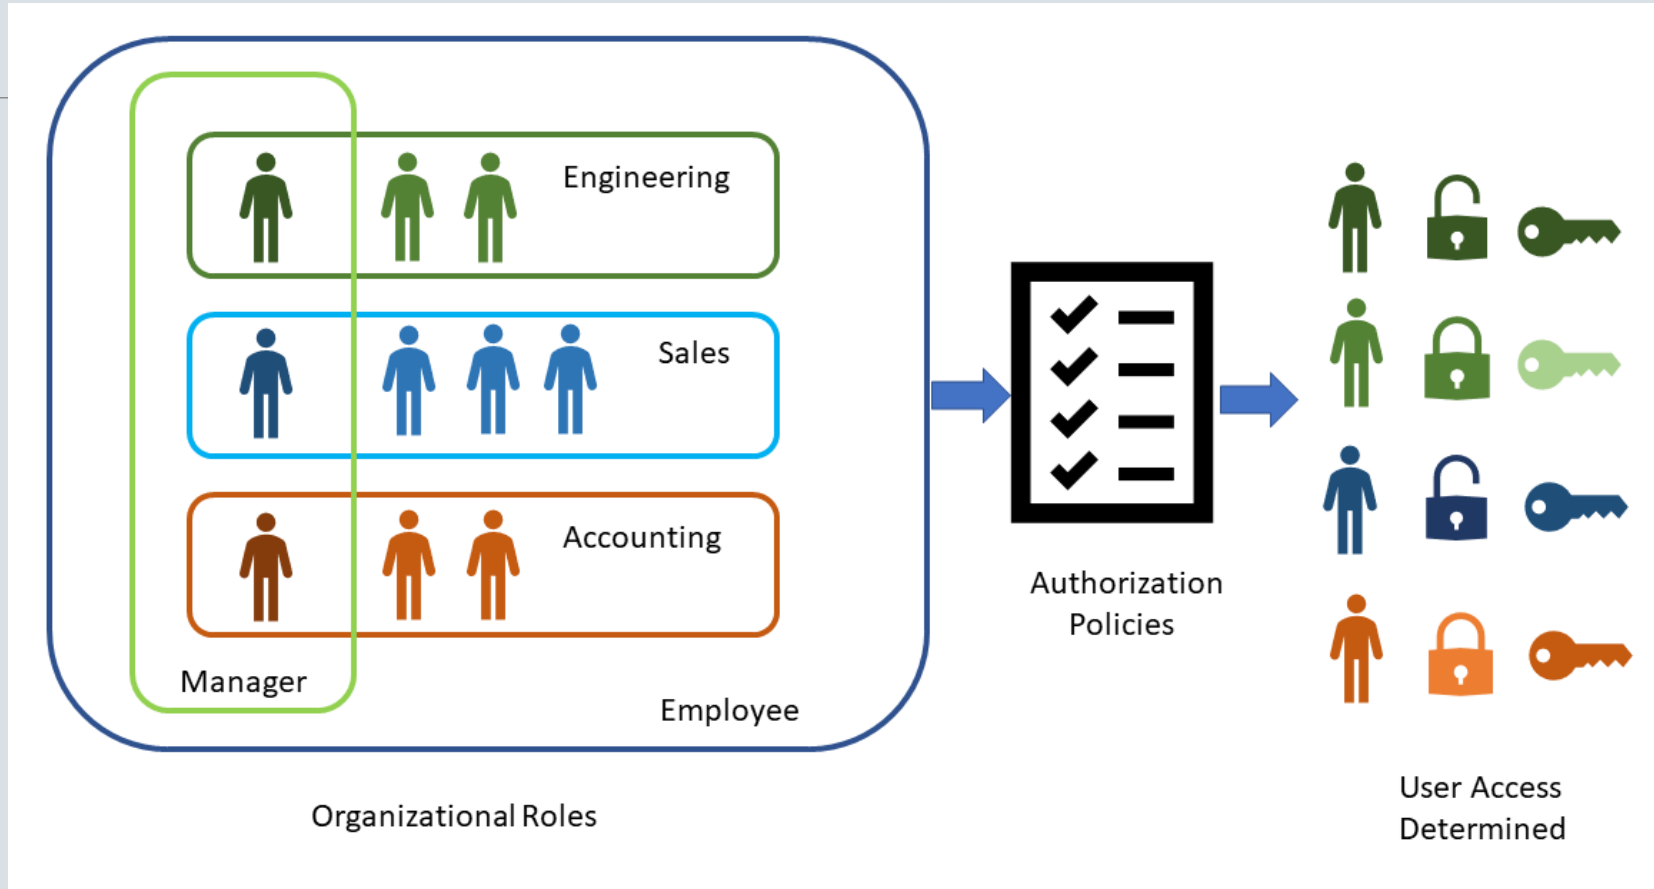 Engineering
Sales
Accounting
Manager
Employee
Organizational Roles
Authorization
Policies
User Access
Determined